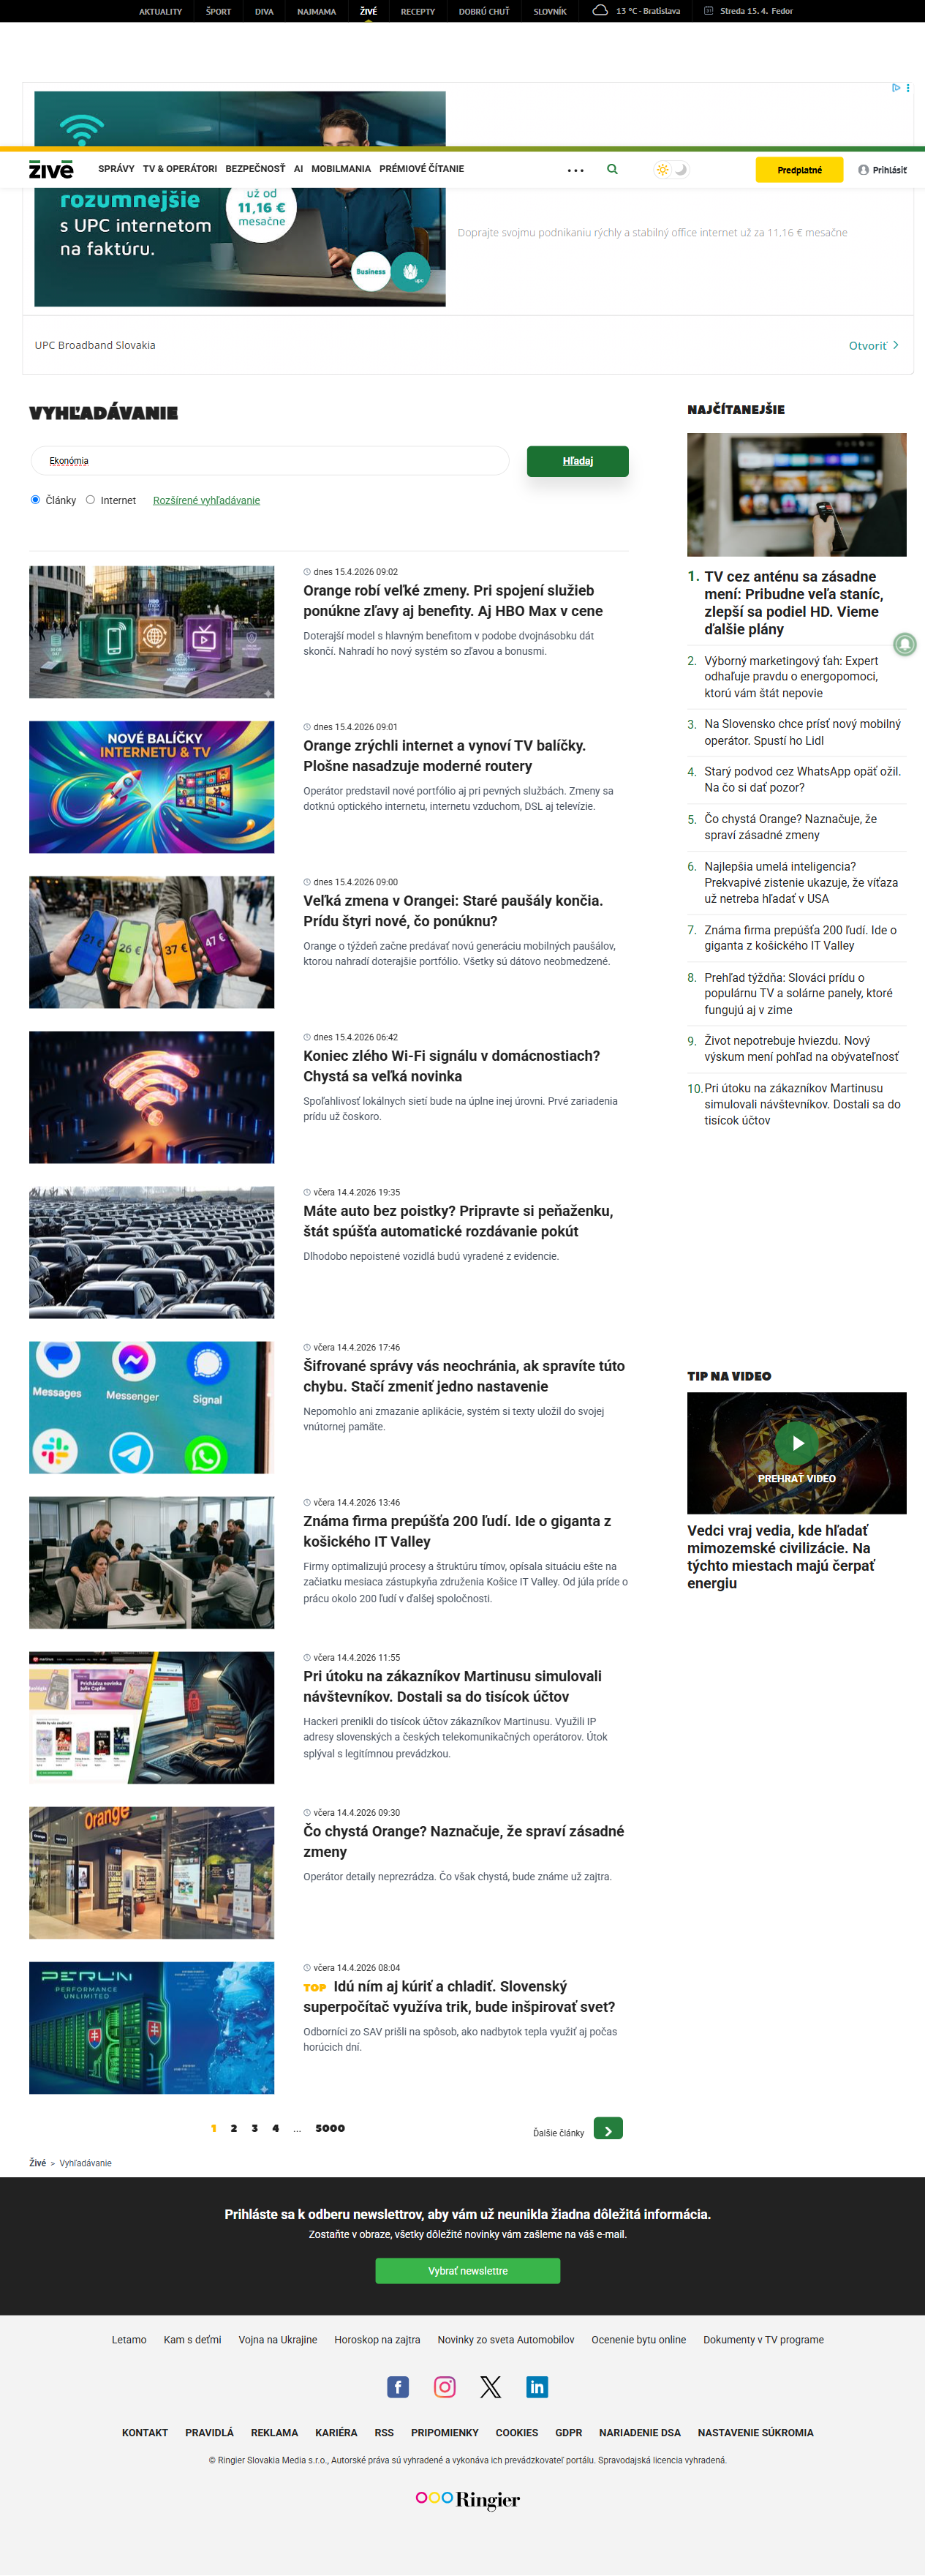 AKTUALITY ŠPORT DIVA NAJMAMA ŽIVÉ RECEPTY DOBRÚ CHUŤ SLOVNÍK 13 °C - Bratislava Streda 15. 4. Fedor
živé SPRÁVY TV & OPERÁTORI BEZPEČNOSŤ AI MOBILMANIA PRÉMIOVÉ ČÍTANIE Predplatné Prihlásiť
rozumnejšie
s UPC internetom
na faktúru.
už od
11,16 €
mesačne
Business
upc
Doprajte svojmu podnikaniu rýchly a stabilný office internet už za 11,16 € mesačne
UPC Broadband Slovakia
Otvoriť
VYHĽADÁVANIE
Ekonómia
Hľadaj
Články Internet Rozšírené vyhľadávanie
dnes 15.4.2026 09:02
Orange robí veľké zmeny. Pri spojení služieb
ponúkne zľavy aj benefity. Aj HBO Max v cene
Doterajší model s hlavným benefitom v podobe dvojnásobku dát
skončí. Nahradí ho nový systém so zľavou a bonusmi.
NOVÉ BALÍČKY
INTERNETU & TV
dnes 15.4.2026 09:01
Orange zrýchli internet a vynoví TV balíčky.
Plošne nasadzuje moderné routery
Operátor predstavil nové portfólio aj pri pevných službách. Zmeny sa
dotknú optického internetu, internetu vzduchom, DSL aj televízie.
21 €
26 €
37 €
47 €
dnes 15.4.2026 09:00
Veľká zmena v Orangei: Staré paušály končia.
Prídu štyri nové, čo ponúknu?
Orange o týždeň začne predávať novú generáciu mobilných paušálov,
ktorou nahradí doterajšie portfólio. Všetky sú dátovo neobmedzené.
dnes 15.4.2026 06:42
Koniec zlého Wi-Fi signálu v domácnostiach?
Chystá sa veľká novinka
Spoľahlivosť lokálnych sietí bude na úplne inej úrovni. Prvé zariadenia
prídu už čoskoro.
včera 14.4.2026 19:35
Máte auto bez poistky? Pripravte si peňaženku,
štát spúšťa automatické rozdávanie pokút
Dlhodobo nepoistené vozidlá budú vyradené z evidencie.
Messages
Messenger
Signal
včera 14.4.2026 17:46
Šifrované správy vás neochránia, ak spravíte túto
chybu. Stačí zmeniť jedno nastavenie
Nepomohlo ani zmazanie aplikácie, systém si texty uložil do svojej
vnútornej pamäte.
včera 14.4.2026 13:46
Známa firma prepúšťa 200 ľudí. Ide o giganta z
košického IT Valley
Firmy optimalizujú procesy a štruktúru tímov, opísala situáciu ešte na
začiatku mesiaca zástupkyňa združenia Košice IT Valley. Od júla príde o
prácu okolo 200 ľudí v ďalšej spoločnosti.
včera 14.4.2026 11:55
Pri útoku na zákazníkov Martinusu simulovali
návštevníkov. Dostali sa do tisícok účtov
Hackeri prenikli do tisícok účtov zákazníkov Martinusu. Využili IP
adresy slovenských a českých telekomunikačných operátorov. Útok
splýval s legitímnou prevádzkou.
Orange
včera 14.4.2026 09:30
Čo chystá Orange? Naznačuje, že spraví zásadné
zmeny
Operátor detaily neprezrádza. Čo však chystá, bude známe už zajtra.
PERUN
PERFORMANCE
UNLIMITED
včera 14.4.2026 08:04
TOP Idú ním aj kúriť a chladiť. Slovenský
superpočítač využíva trik, bude inšpirovať svet?
Odborníci zo SAV prišli na spôsob, ako nadbytok tepla využiť aj počas
horúcich dní.
1 2 3 4 ... 5000
Ďalšie články
Živé > Vyhľadávanie
NAJČÍTANEJŠIE
1. TV cez anténu sa zásadne
mení: Pribudne veľa staníc,
zlepší sa podiel HD. Vieme
ďalšie plány
2. Výborný marketingový ťah: Expert
odhaľuje pravdu o energopomoci,
ktorú vám štát nepovie
3. Na Slovensko chce prísť nový mobilný
operátor. Spustí ho Lidl
4. Starý podvod cez WhatsApp opäť ožil.
Na čo si dať pozor?
5. Čo chystá Orange? Naznačuje, že
spraví zásadné zmeny
6. Najlepšia umelá inteligencia?
Prekvapivé zistenie ukazuje, že víťaza
už netreba hľadať v USA
7. Známa firma prepúšťa 200 ľudí. Ide o
giganta z košického IT Valley
8. Prehľad týždňa: Slováci prídu o
populárnu TV a solárne panely, ktoré
fungujú aj v zime
9. Život nepotrebuje hviezdu. Nový
výskum mení pohľad na obývateľnosť
10. Pri útoku na zákazníkov Martinusu
simulovali návštevníkov. Dostali sa do
tisícok účtov
TIP NA VIDEO
PREHRAŤ VIDEO
Vedci vraj vedia, kde hľadať
mimozemské civilizácie. Na
týchto miestach majú čerpať
energiu
Prihláste sa k odberu newslettrov, aby vám už neunikla žiadna dôležitá informácia.
Zostaňte v obraze, všetky dôležité novinky vám zašleme na váš e-mail.
Vybrať newslettre
Letamo Kam s deťmi Vojna na Ukrajine Horoskop na zajtra Novinky zo sveta Automobilov Ocenenie bytu online Dokumenty v TV programe
KONTAKT PRAVIDLÁ REKLAMA KARIÉRA RSS PRIPOMIENKY COOKIES GDPR NARIADENIE DSA NASTAVENIE SÚKROMIA
© Ringier Slovakia Media s.r.o., Autorské práva sú vyhradené a vykonáva ich prevádzkovateľ portálu. Spravodajská licencia vyhradená.
Ringier